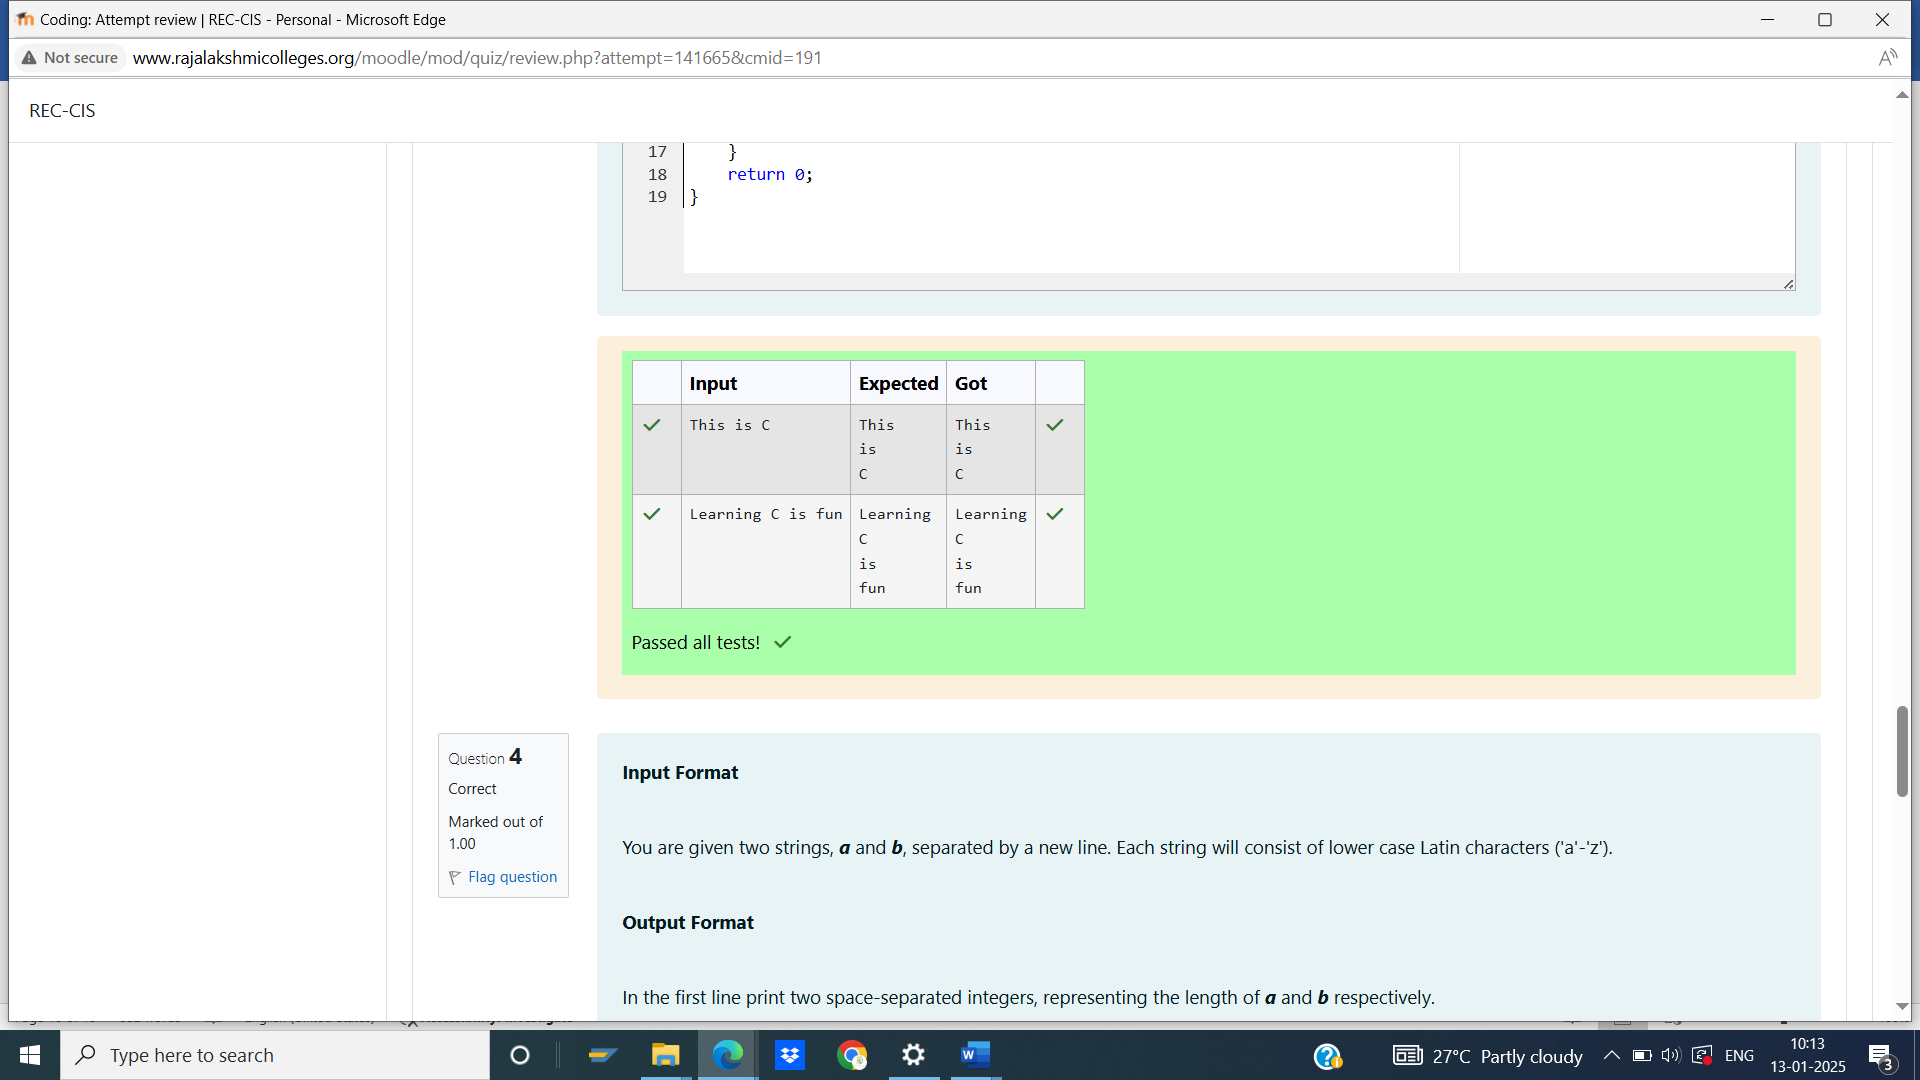 Coding: Attempt review | REC-CIS - Personal - Microsoft Edge
Not secure www.rajalakshmicolleges.org/moodle/mod/quiz/review.php?attempt=141665&cmid=191
REC-CIS
17 }
18 return 0;
19 }
Input Expected Got
This is C This This
is is
C C
Learning C is fun Learning Learning
C C
is is
fun fun
Passed all tests!
Question 4
Correct
Marked out of
1.00
Flag question
Input Format
You are given two strings, a and b, separated by a new line. Each string will consist of lower case Latin characters ('a'-'z').
Output Format
In the first line print two space-separated integers, representing the length of a and b respectively.
Type here to search
27°C Partly cloudy
ENG
10:13
13-01-2025
3